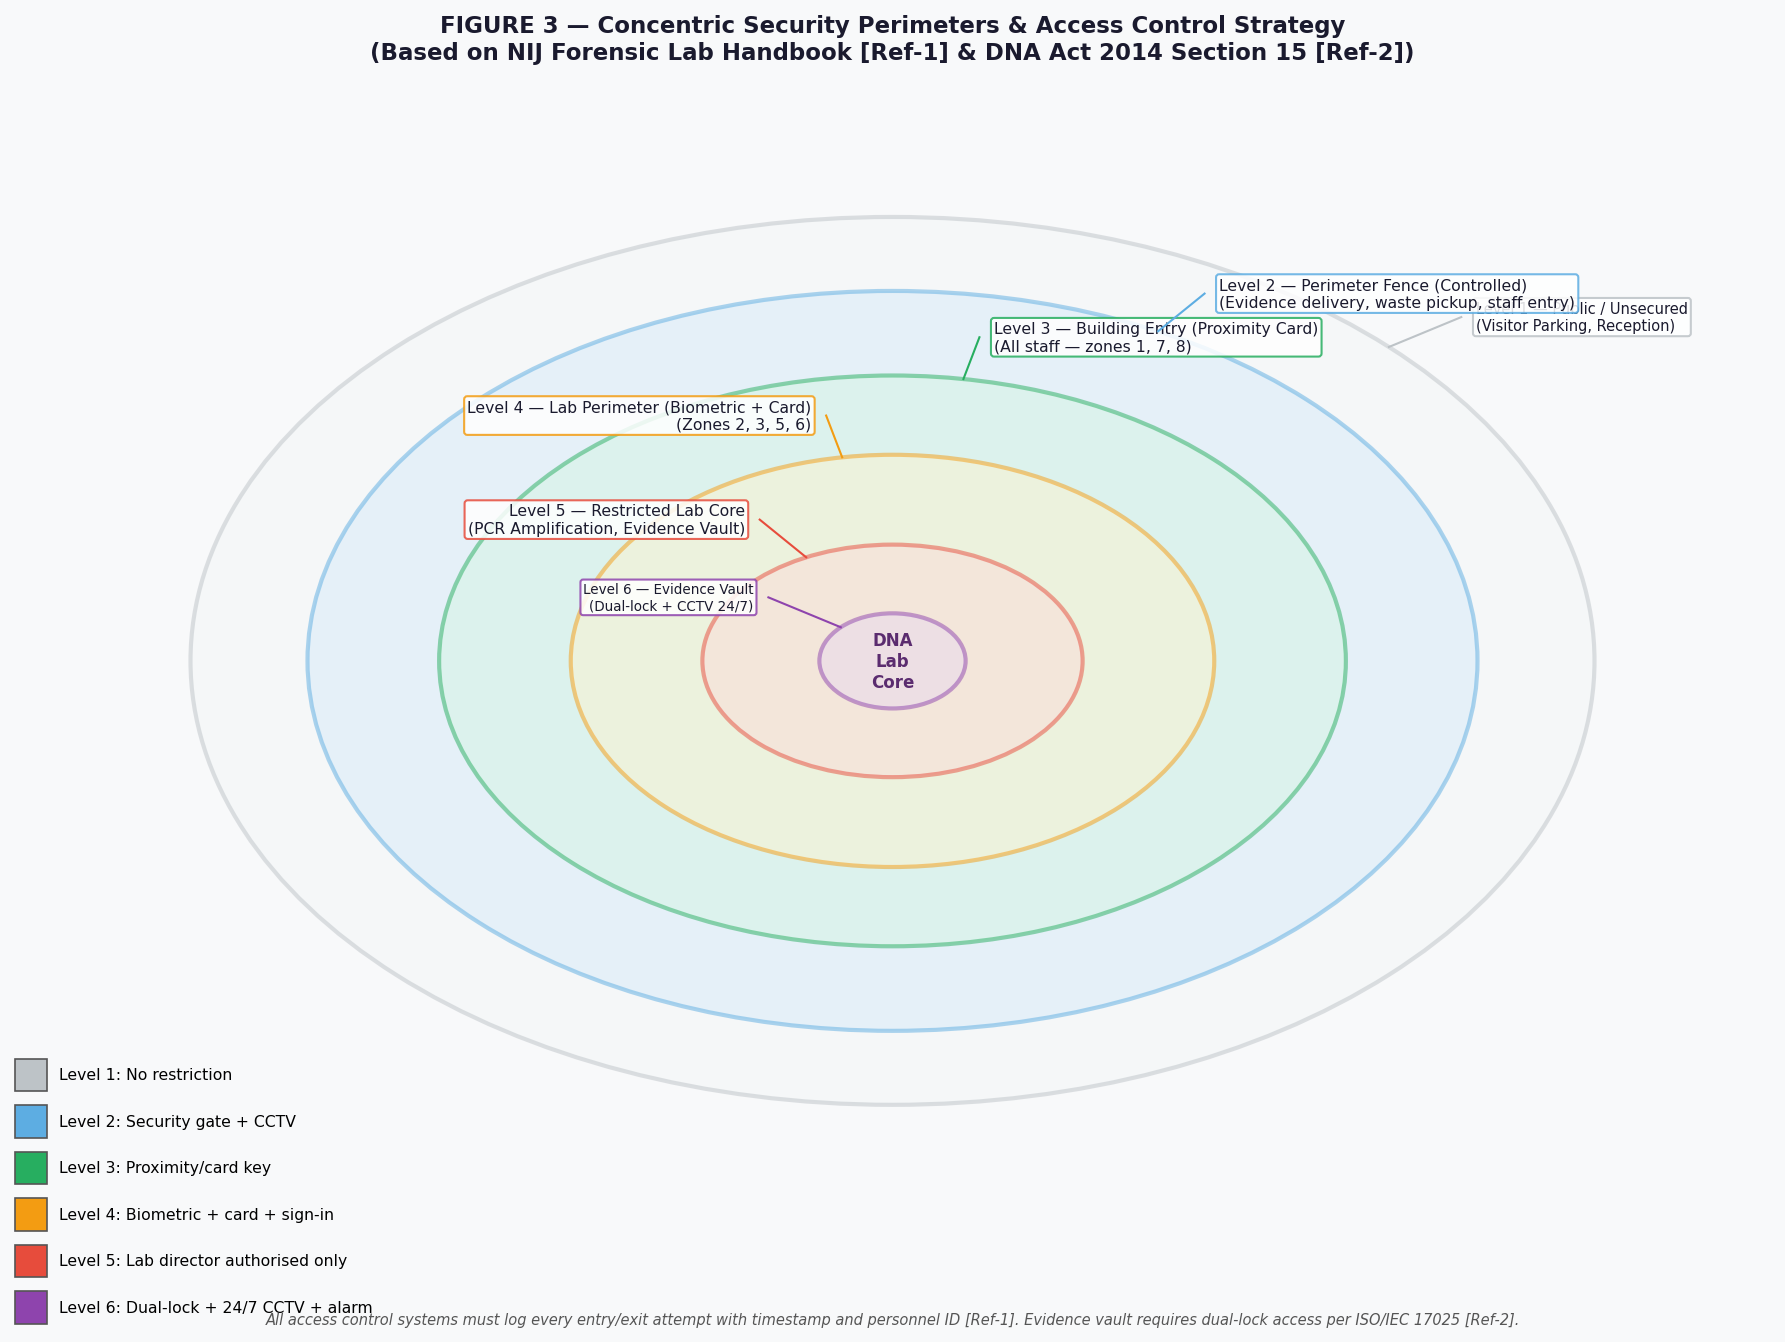 FIGURE 3 — Concentric Security Perimeters & Access Control Strategy
(Based on NIJ Forensic Lab Handbook [Ref-1] & DNA Act 2014 Section 15 [Ref-2])
Level 2 — Perimeter Fence (Controlled)
(Evidence delivery, waste pickup, staff entry)
/ Unsecured
(Visitor Parking, Reception)
Level 3 — Building Entry (Proximity Card)
(All staff — zones 1, 7, 8)
Level 4 — Lab Perimeter (Biometric + Card)
(Zones 2, 3, 5, 6)
Level 5 — Restricted Lab Core
(PCR Amplification, Evidence Vault)
Level 6 — Evidence Vault
(Dual-lock + CCTV 24/7)
DNA
Lab
Core
Level 1: No restriction
Level 2: Security gate + CCTV
Level 3: Proximity/card key
Level 4: Biometric + card + sign-in
Level 5: Lab director authorised only
Level 6: Dual-lock + 24/7 CCTV + alarm
All access control systems must log every entry/exit attempt with timestamp and personnel ID [Ref-1]. Evidence vault requires dual-lock access per ISO/IEC 17025 [Ref-2].